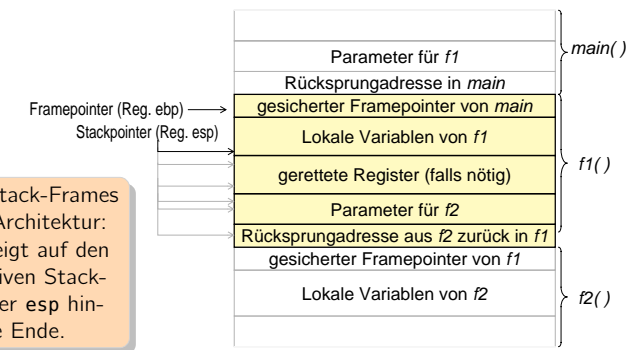 Parameter für f1
Rücksprungadresse in main
main( )
Framepointer (Reg. ebp)
Stackpointer (Reg. esp)
gesicherter Framepointer von main
Lokale Variablen von f1
gerettete Register (falls nötig)
Parameter für f2
Rücksprungadresse aus f2 zurück in f1
f1( )
gesicherter Framepointer von f1
Lokale Variablen von f2
f2( )
tack-Frames
Architektur:
eigt auf den
iven Stack-
er esp hin-
e Ende.